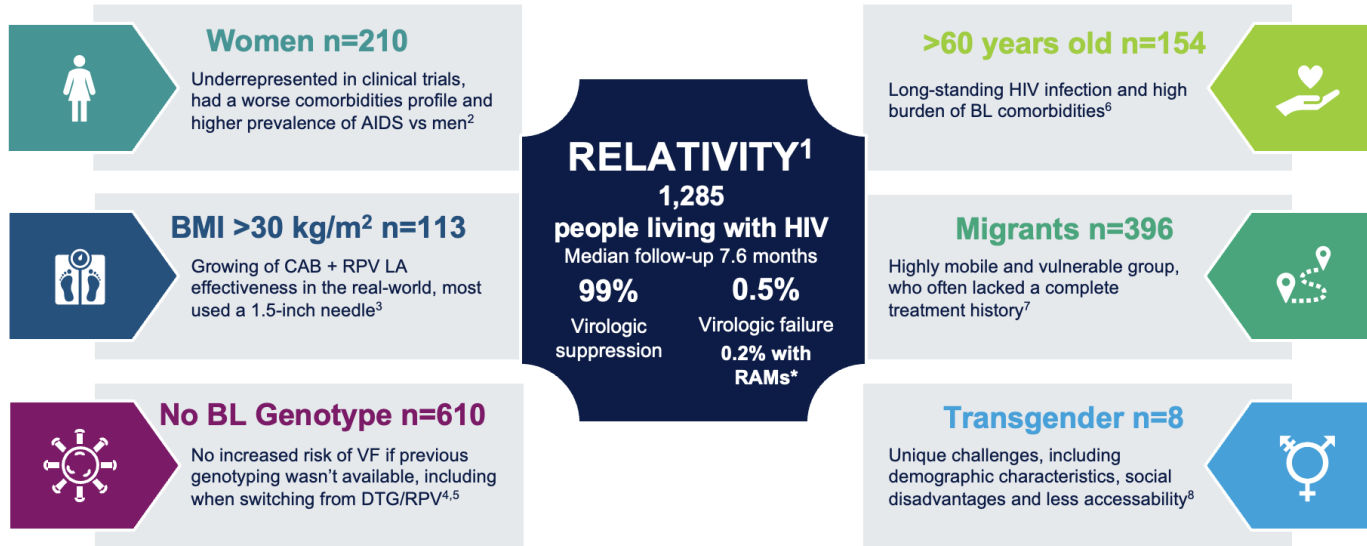 Women n=210
Underrepresented in clinical trials,
had a worse comorbidities profile and
higher prevalence of AIDS vs men²
BMI >30 kg/m² n=113
Growing of CAB + RPV LA
effectiveness in the real-world, most
used a 1.5-inch needle³
No BL Genotype n=610
No increased risk of VF if previous
genotyping wasn't available, including
when switching from DTG/RPV⁴,⁵
RELATIVITY¹
1,285
people living with HIV
Median follow-up 7.6 months
99% 0.5%
Virologic Virologic failure
suppression 0.2% with
RAMs*
>60 years old n=154
Long-standing HIV infection and high
burden of BL comorbidities⁶
Migrants n=396
Highly mobile and vulnerable group,
who often lacked a complete
treatment history⁷
Transgender n=8
Unique challenges, including
demographic characteristics, social
disadvantages and less accessability⁸